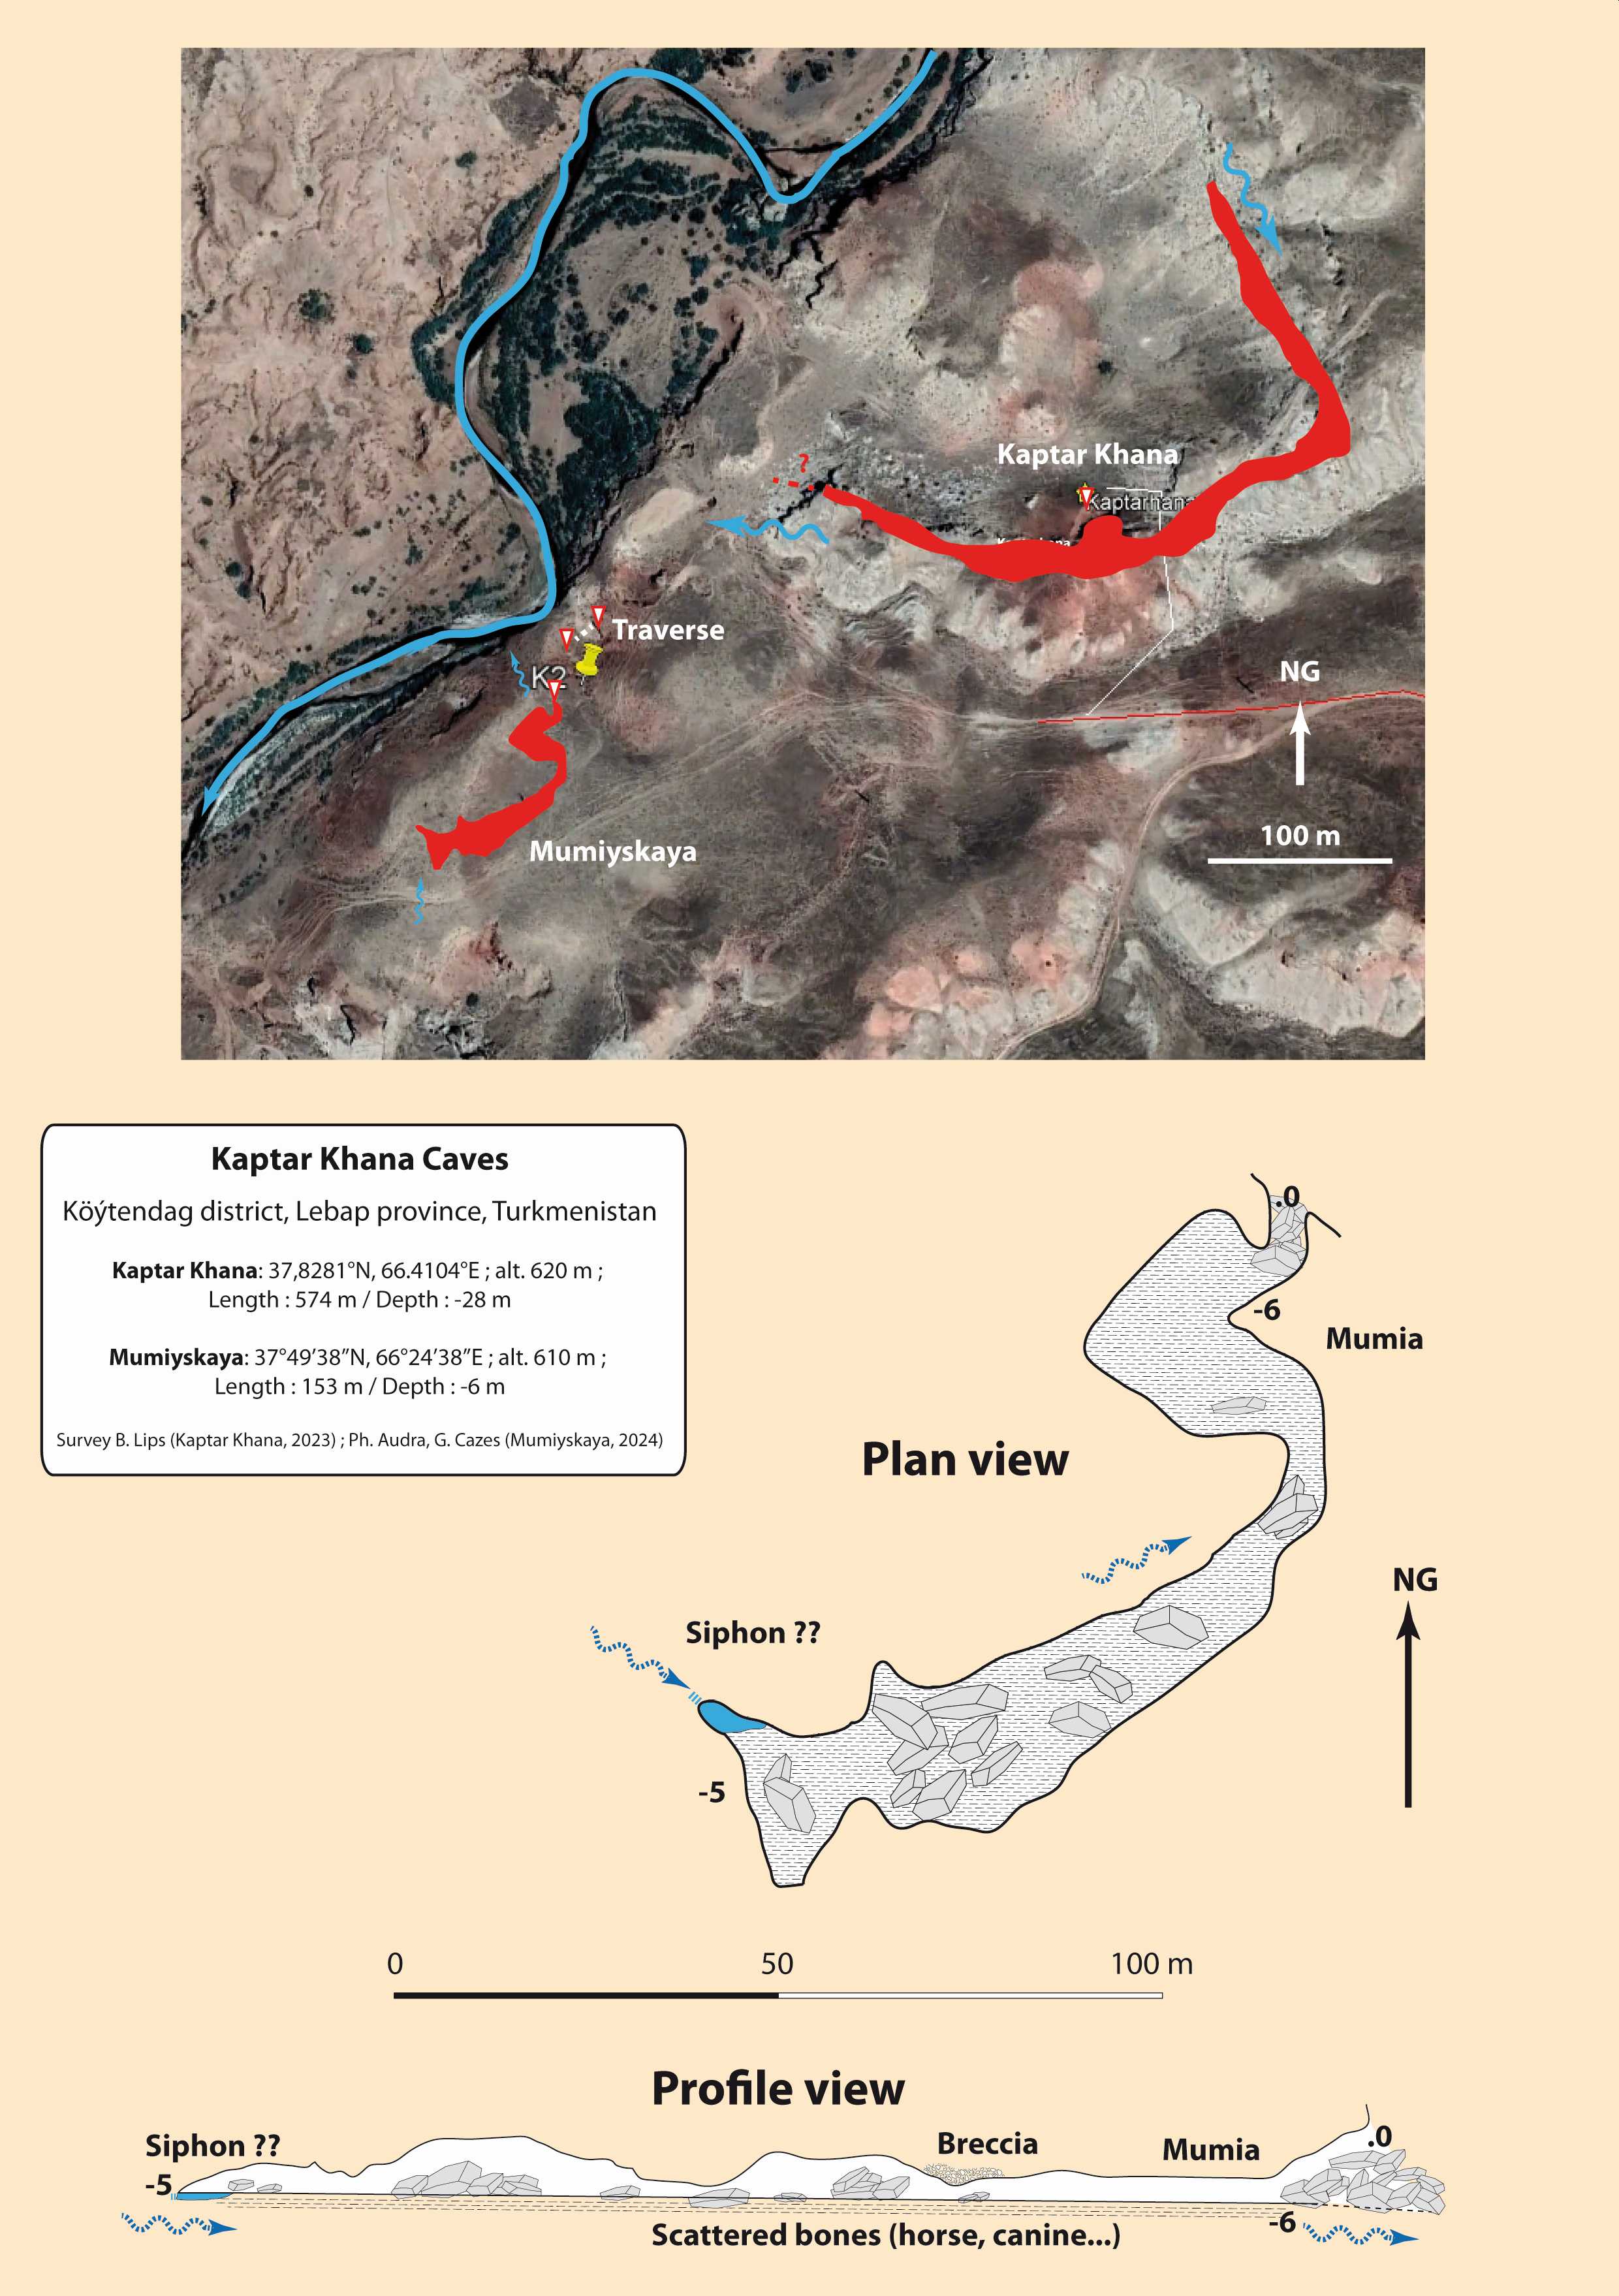 ?
Kaptar Khana
Kaptarhana
Traverse
K2
NG
100 m
Mumiyskaya
Kaptar Khana Caves
Köýtendag district, Lebap province, Turkmenistan
Kaptar Khana: 37,8281°N, 66.4104°E ; alt. 620 m ;
Length : 574 m / Depth : -28 m
Mumiyskaya: 37°49’38”N, 66°24’38”E ; alt. 610 m ;
Length : 153 m / Depth : -6 m
Survey B. Lips (Kaptar Khana, 2023) ; Ph. Audra, G. Cazes (Mumiyskaya, 2024)
.0
-6
Mumia
Plan view
NG
Siphon ??
-5
0 50 100 m
Profile view
Siphon ??
Breccia
Mumia
.0
-5
-6
Scattered bones (horse, canine...)